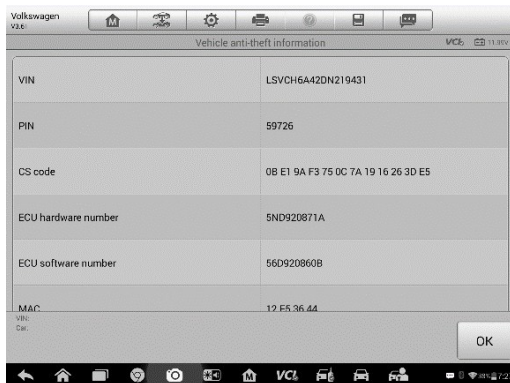 Volkswagen
Vehicle anti-theft information
VCI
11.95V
VIN LSVCH6A42DN219431
PIN 59726
CS code 0B E1 9A F3 75 0C 7A 19 16 26 3D E5
ECU hardware number 5ND920871A
ECU software number 56D920860B
MAC 12 F5 36 44
VIN:
Car:
OK
VCI